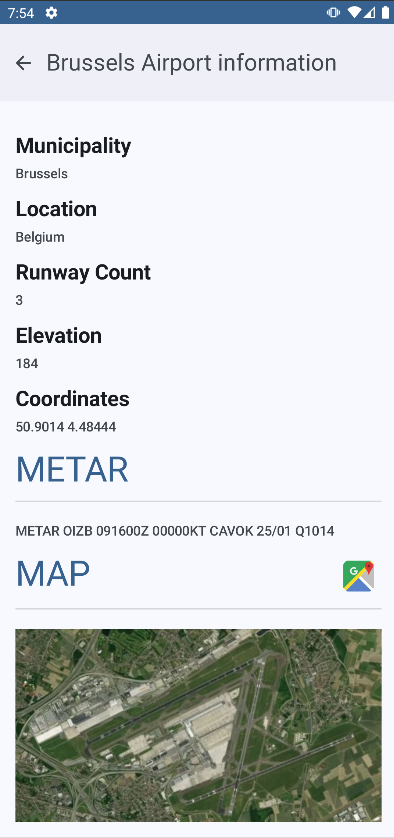 7:54
Brussels Airport information
Municipality
Brussels
Location
Belgium
Runway Count
3
Elevation
184
Coordinates
50.9014 4.48444
METAR
METAR OIZB 091600Z 00000KT CAVOK 25/01 Q1014
MAP
G